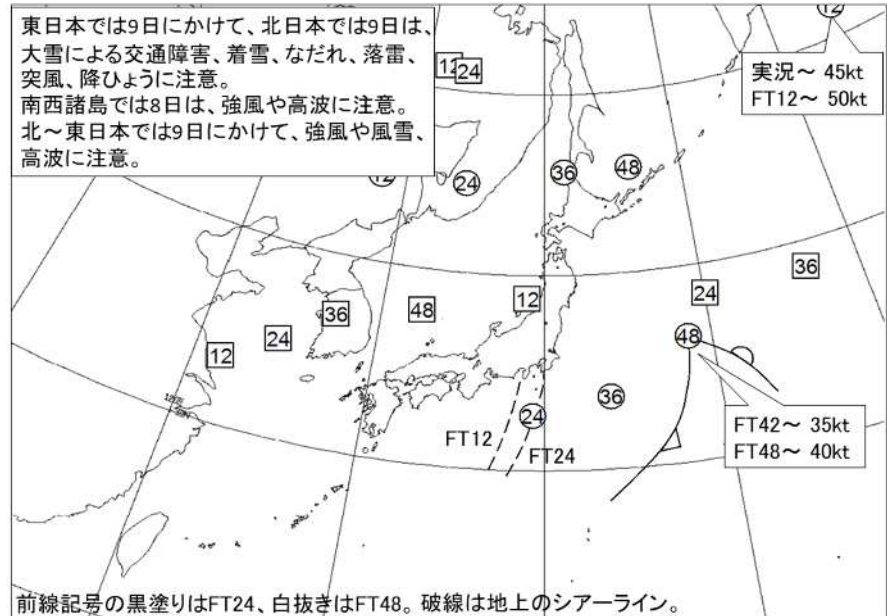 東日本では9日にかけて、北日本では9日は、
大雪による交通障害、着雪、なだれ、落雷、
突風、降ひょうに注意。
南西諸島では8日は、強風や高波に注意。
北～東日本では9日にかけて、強風や風雪、
高波に注意。
12
実況～ 45kt
FT12～ 50kt
12
24
12
24
36
48
36
24
12
48
36
24
12
48
24
36
FT12
FT24
FT42～ 35kt
FT48～ 40kt
前線記号の黒塗りはFT24、白抜きはFT48。破線は地上のシアーライン。